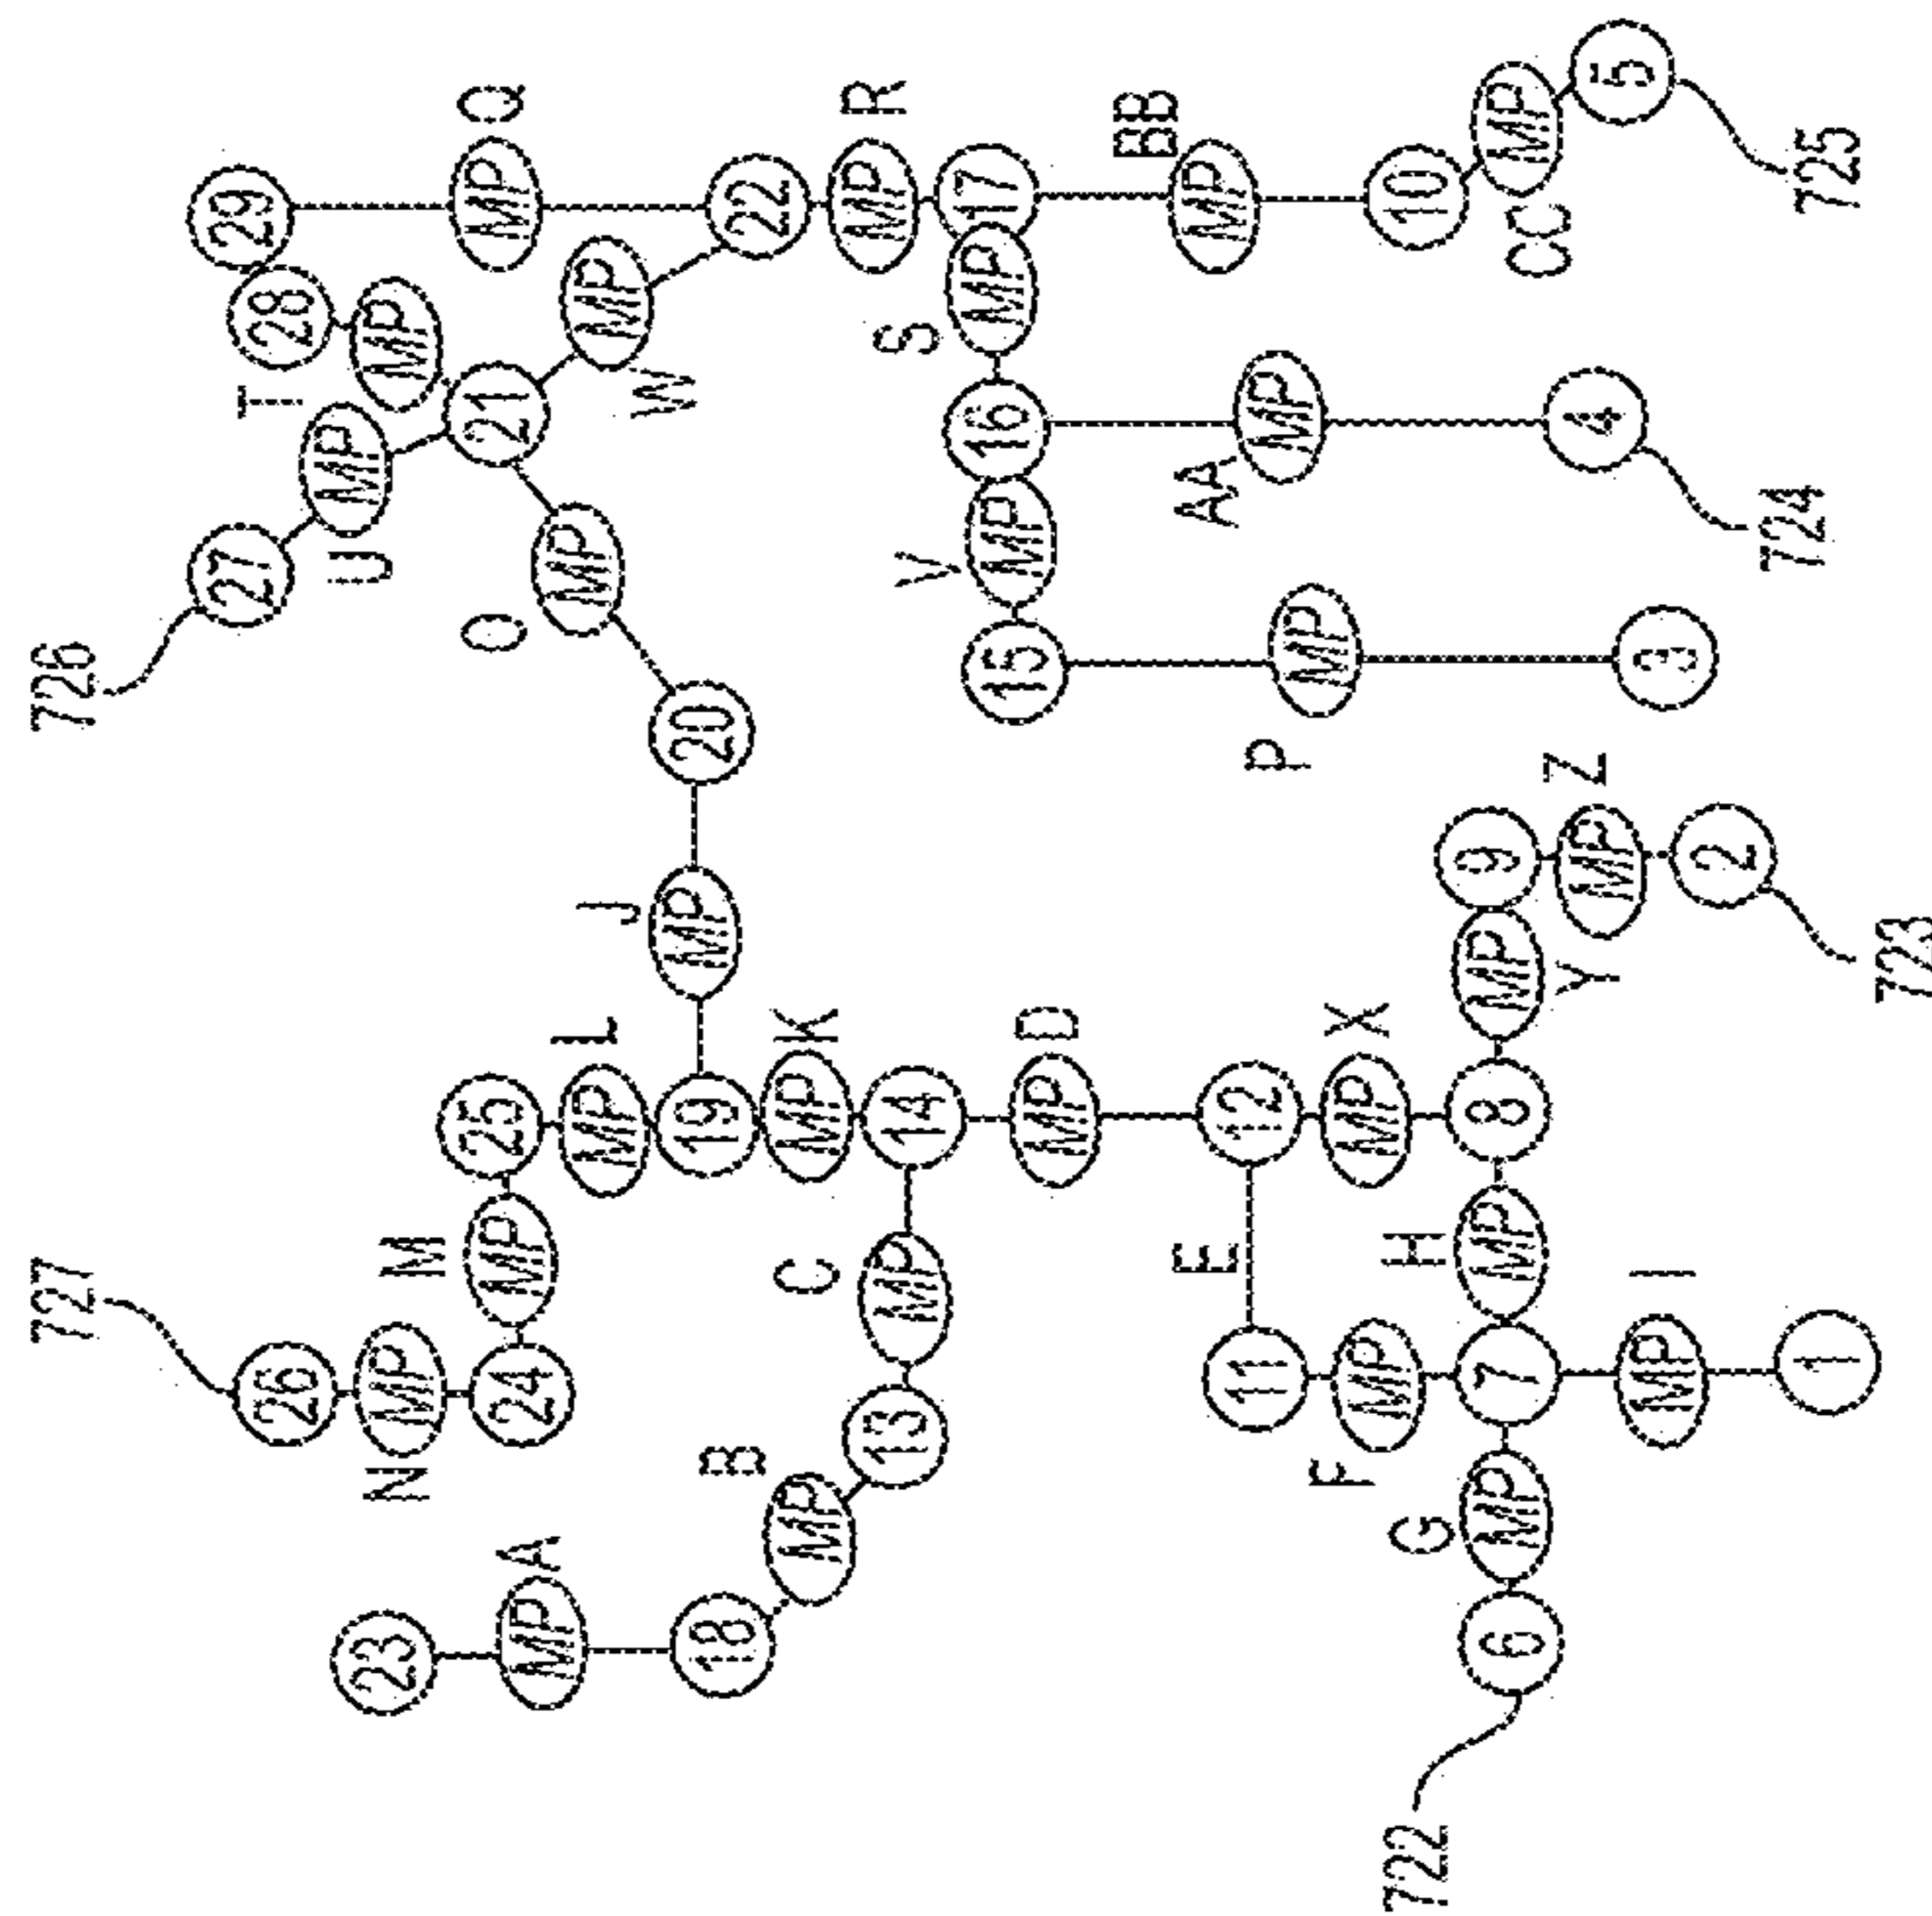 727
726
27
29
26
T
28
23
N
MP
M
U
MP
MP
MP A
24
MP
25
O
21
MP
Q
MP
L
J
MP
W
MP
18
B
19
MP
20
22
MP
C
MP
K
13
MP
14
V
S
MP
R
MP
D
15
MP
16
MP
17
11
E
12
P
AA
MP
MP
BB
F
MP
MP
X
MP
722
G
H
10
6
MP
7
MP
8
MP
9
CC
MP
Y
MP
Z
4
5
MP
I
3
2
1
724
725
723